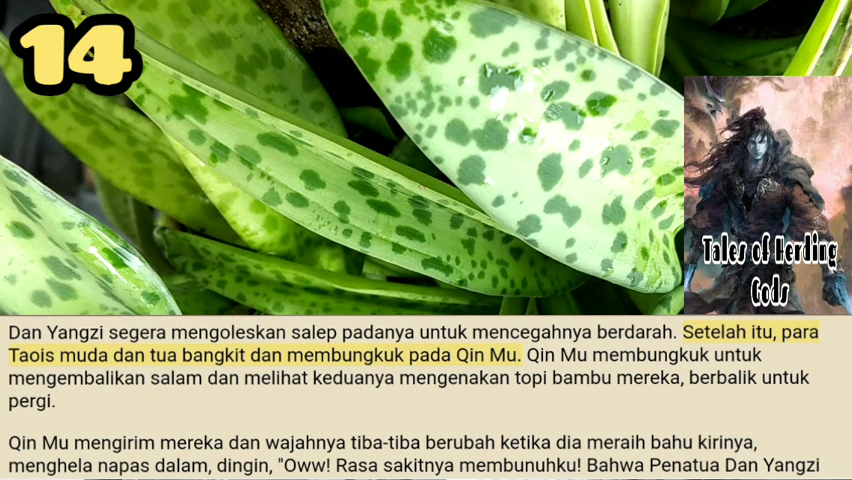 14
Tales of Herding
Gods
Dan Yangzi segera mengoleskan salep padanya untuk mencegahnya berdarah. Setelah itu, para
Taois muda dan tua bangkit dan membungkuk pada Qin Mu. Qin Mu membungkuk untuk
mengembalikan salam dan melihat keduanya mengenakan topi bambu mereka, berbalik untuk
pergi.
Qin Mu mengirim mereka dan wajahnya tiba-tiba berubah ketika dia meraih bahu kirinya,
menghela napas dalam, dingin, "Oww! Rasa sakitnya membunuhku! Bahwa Penatua Dan Yangzi